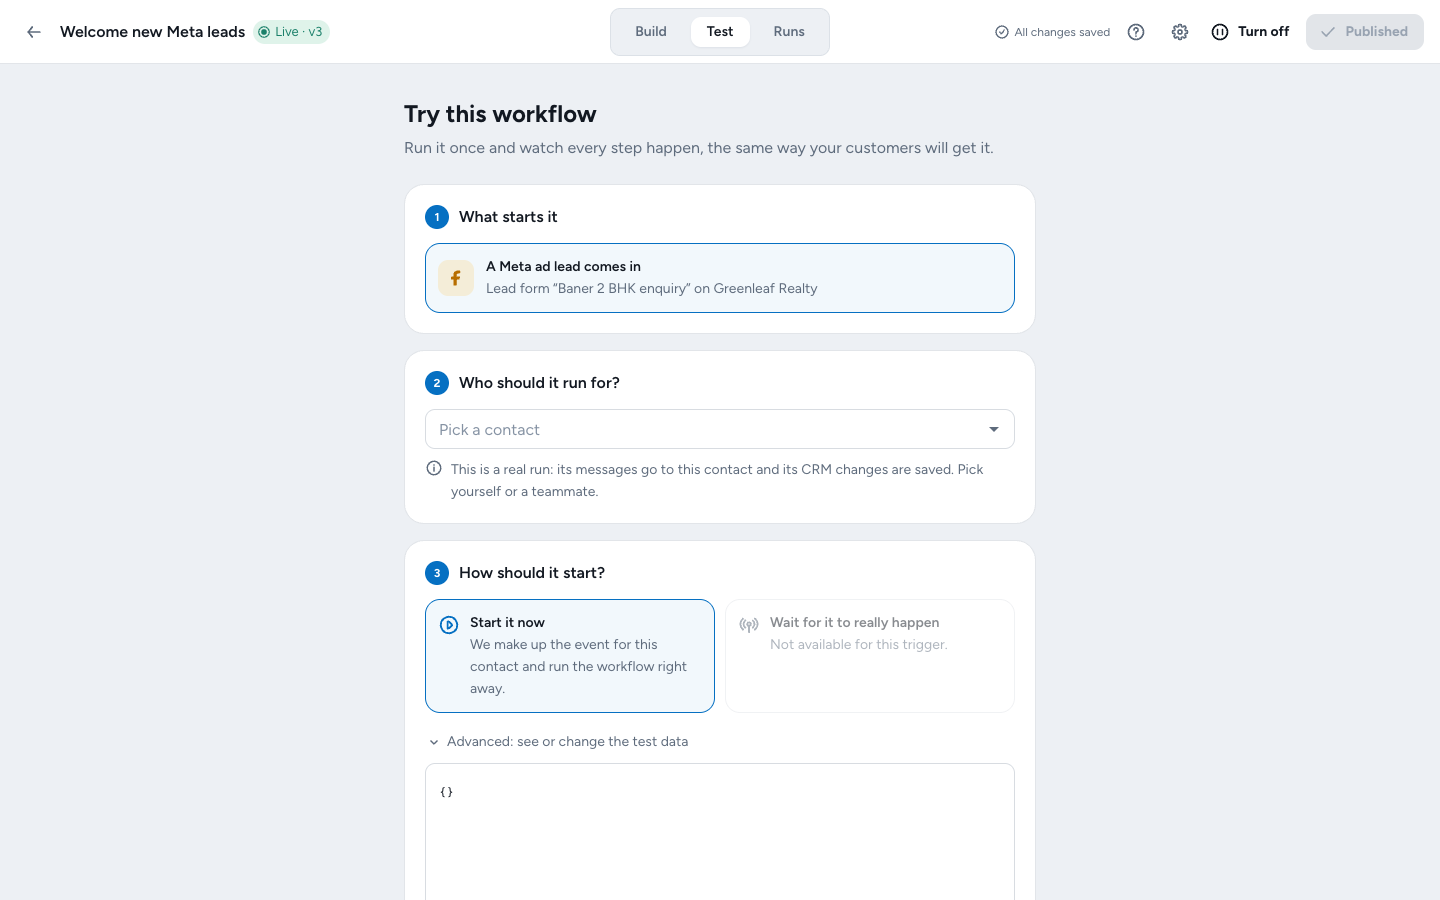 Welcome new Meta leads
Live · v3
Build
Test
Runs
All changes saved
Turn off
Published
Try this workflow
Run it once and watch every step happen, the same way your customers will get it.
1
What starts it
A Meta ad lead comes in
Lead form “Baner 2 BHK enquiry” on Greenleaf Realty
2
Who should it run for?
Pick a contact
This is a real run: its messages go to this contact and its CRM changes are saved. Pick
yourself or a teammate.
3
How should it start?
Start it now
We make up the event for this
contact and run the workflow right
away.
Wait for it to really happen
Not available for this trigger.
Advanced: see or change the test data
{}